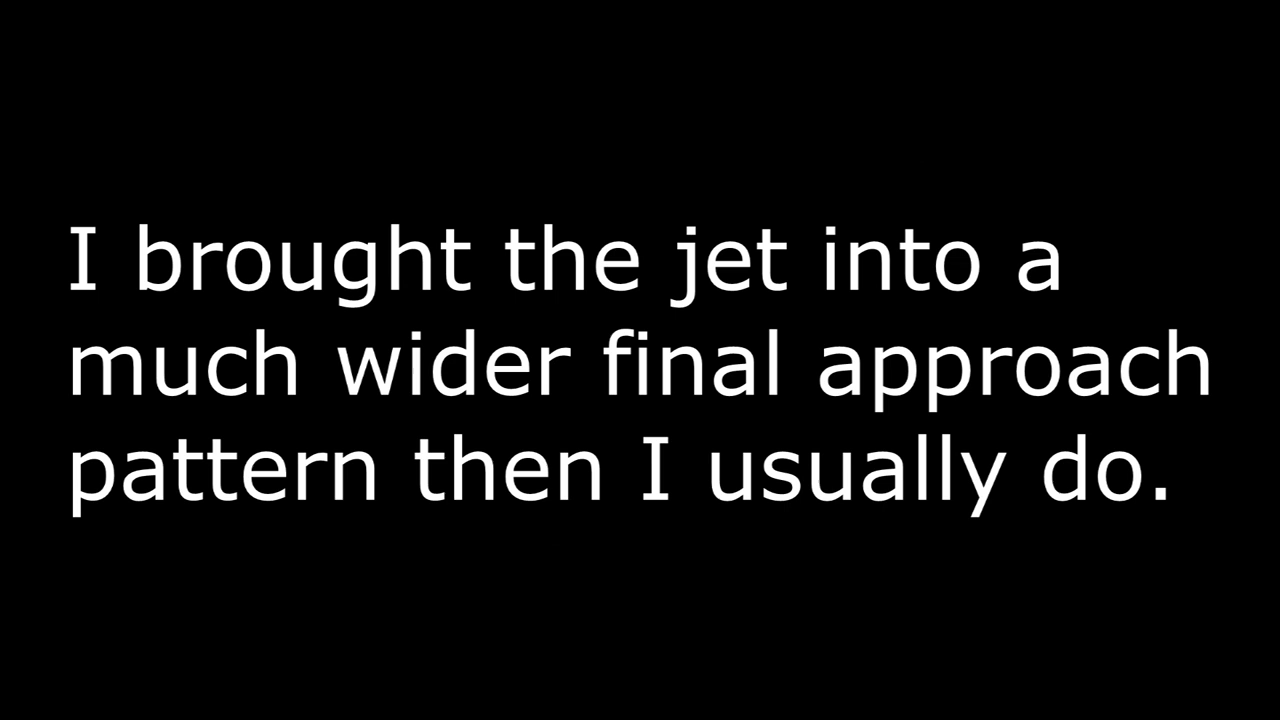 I brought the jet into a
much wider final approach
pattern then I usually do.